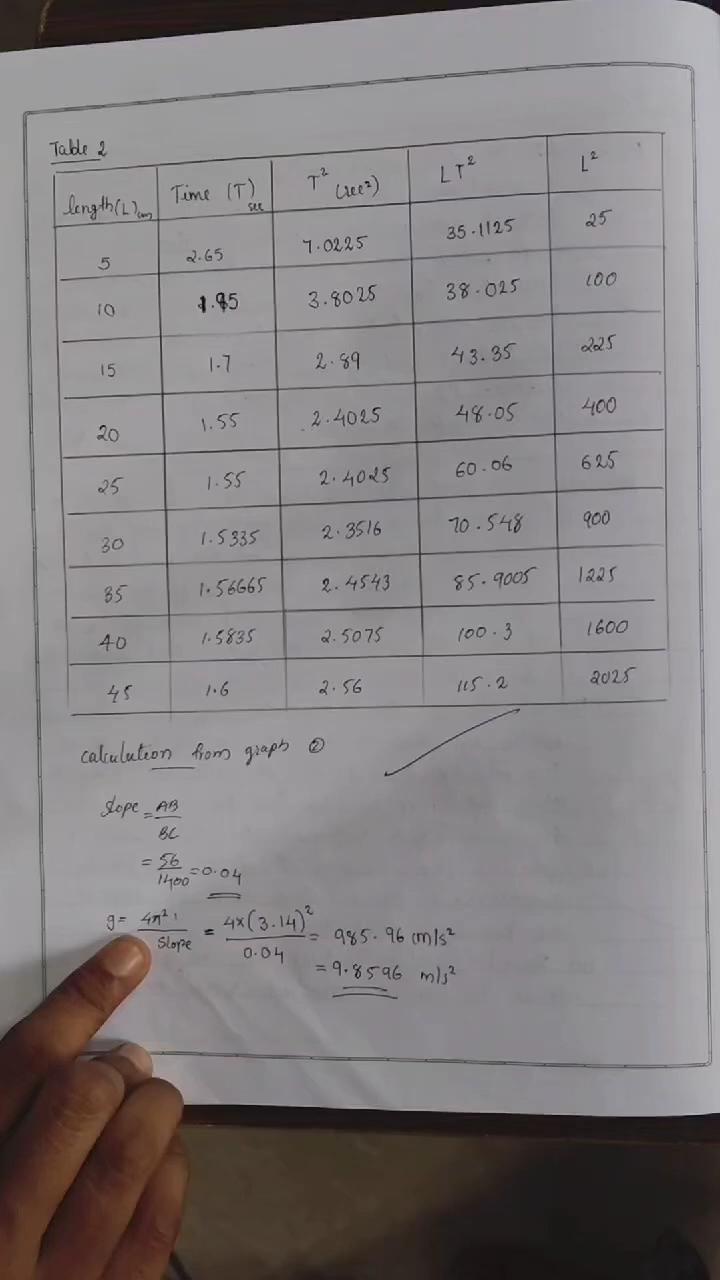 Table 2
length(L) cm Time (T) sec T² (sec²) LT² L²
5 2.65 7.0225 35.1125 25
10 1.95 3.8025 38.025 100
15 1.7 2.89 43.35 225
20 1.55 2.4025 48.05 400
25 1.55 2.4025 60.06 625
30 1.5335 2.3516 70.548 900
35 1.56665 2.4543 85.9005 1225
40 1.5835 2.5075 100.3 1600
45 1.6 2.56 115.2 2025
calculation from graph ②
Slope = AB/BC
= 56/1400 = 0.04
g = 4π²/Slope = 4×(3.14)²/0.04 = 985.96 cm/s²
= 9.8596 m/s²